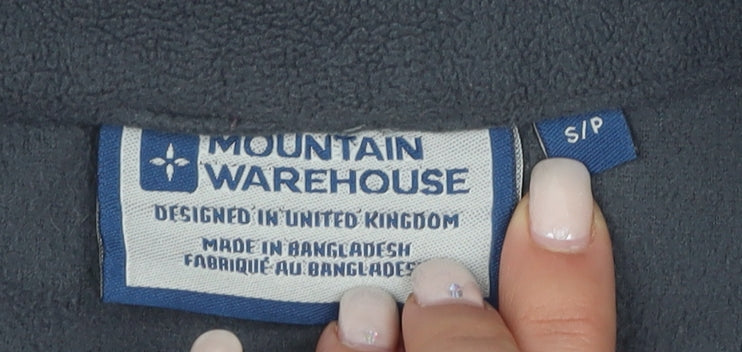 MOUNTAIN
WAREHOUSE
DESIGNED IN UNITED KINGDOM
MADE IN BANGLADESH
FABRIQUÉ AU BANGLADES
S/P